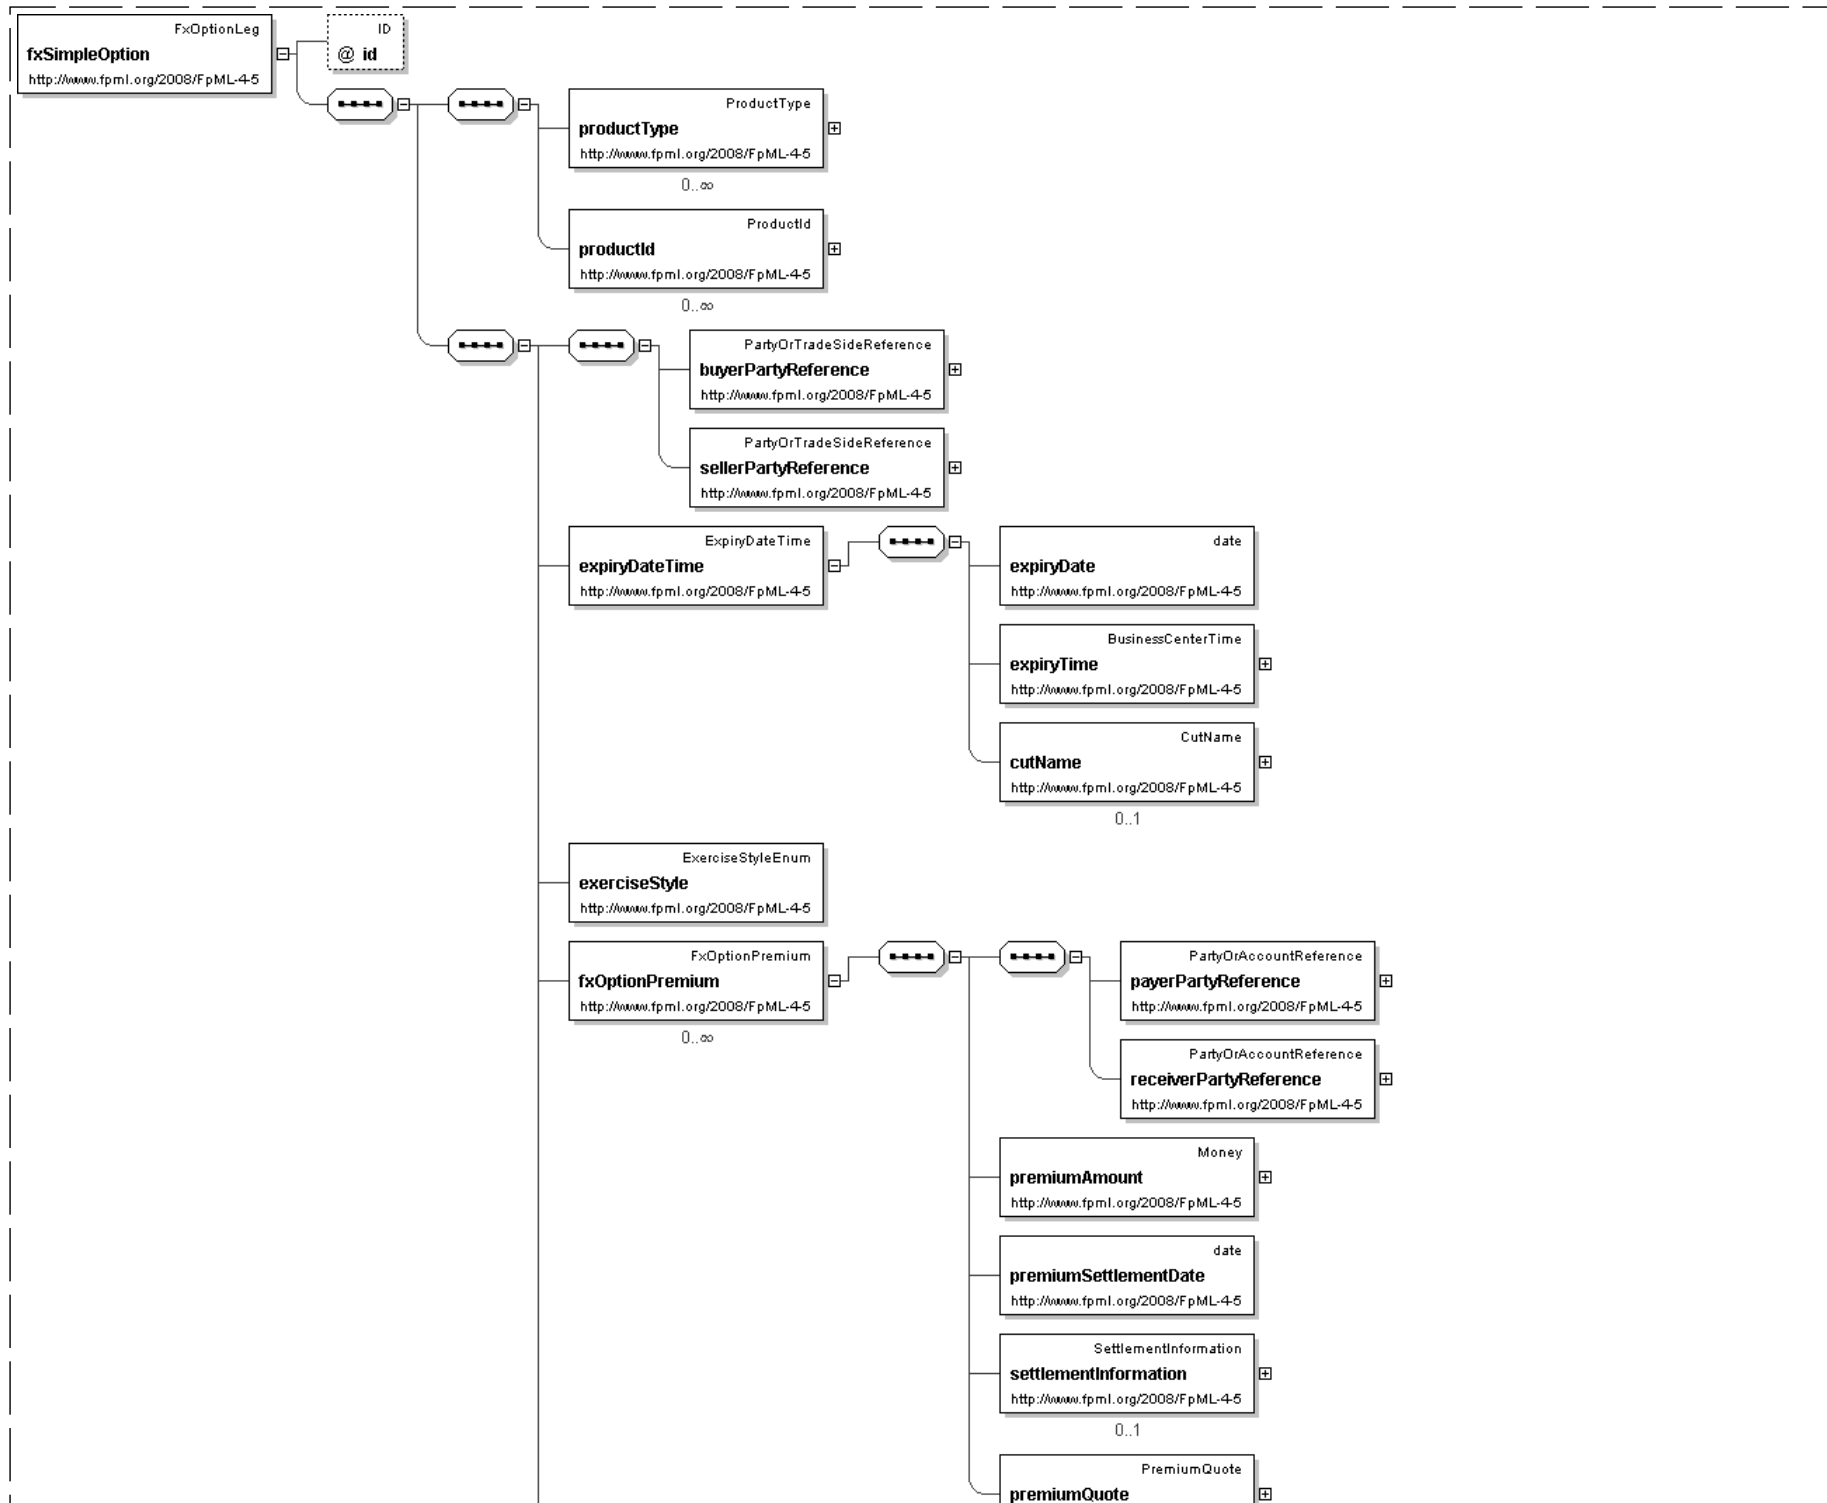 FxOptionLeg
fxSimpleOption
http://www.fpml.org/2008/FpML-4-5
ID
@ id
ProductType
productType
http://www.fpml.org/2008/FpML-4-5
0..∞
ProductId
productId
http://www.fpml.org/2008/FpML-4-5
0..∞
PartyOrTradeSideReference
buyerPartyReference
http://www.fpml.org/2008/FpML-4-5
PartyOrTradeSideReference
sellerPartyReference
http://www.fpml.org/2008/FpML-4-5
ExpiryDateTime
expiryDateTime
http://www.fpml.org/2008/FpML-4-5
date
expiryDate
http://www.fpml.org/2008/FpML-4-5
BusinessCenterTime
expiryTime
http://www.fpml.org/2008/FpML-4-5
CutName
cutName
http://www.fpml.org/2008/FpML-4-5
0..1
ExerciseStyleEnum
exerciseStyle
http://www.fpml.org/2008/FpML-4-5
FxOptionPremium
fxOptionPremium
http://www.fpml.org/2008/FpML-4-5
0..∞
PartyOrAccountReference
payerPartyReference
http://www.fpml.org/2008/FpML-4-5
PartyOrAccountReference
receiverPartyReference
http://www.fpml.org/2008/FpML-4-5
Money
premiumAmount
http://www.fpml.org/2008/FpML-4-5
date
premiumSettlementDate
http://www.fpml.org/2008/FpML-4-5
SettlementInformation
settlementInformation
http://www.fpml.org/2008/FpML-4-5
0..1
PremiumQuote
premiumQuote